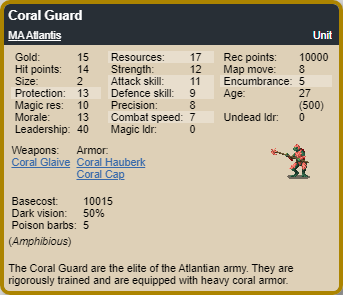 Coral Guard
MA Atlantis Unit
Gold: 15 Resources: 17 Rec points: 10000
Hit points: 14 Strength: 12 Map move: 8
Size: 2 Attack skill: 11 Encumbrance: 5
Protection: 13 Defence skill: 9 Age: 27
Magic res: 10 Precision: 8 (500)
Morale: 13 Combat speed: 7 Undead ldr: 0
Leadership: 40 Magic ldr: 0
Weapons: Armor:
Coral Glaive Coral Hauberk
Coral Cap
Basecost: 10015
Dark vision: 50%
Poison barbs: 5
(Amphibious)
The Coral Guard are the elite of the Atlantian army. They are
rigorously trained and are equipped with heavy coral armor.